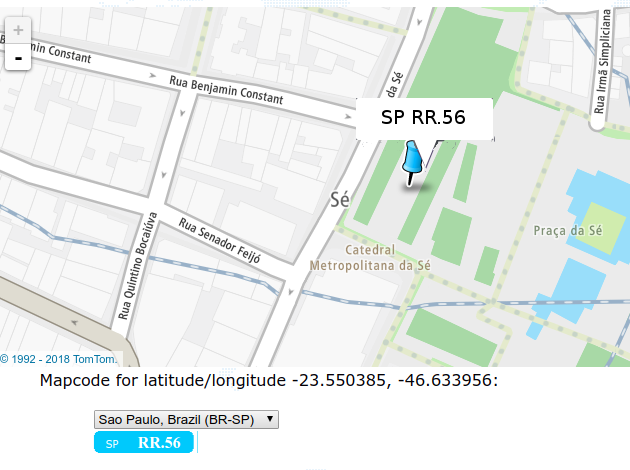 +
-
Benjamin Constant
Rua Benjamin Constant
da Sé
Rua Irmã Simpliciana
SP RR.56
Sé
Rua Senador Feijó
Rua Quintino Bocaiúva
Catedral
Metropolitana da Sé
Praça da Sé
© 1992 - 2018 TomTom.
Mapcode for latitude/longitude -23.550385, -46.633956:
Sao Paulo, Brazil (BR-SP)
SP RR.56